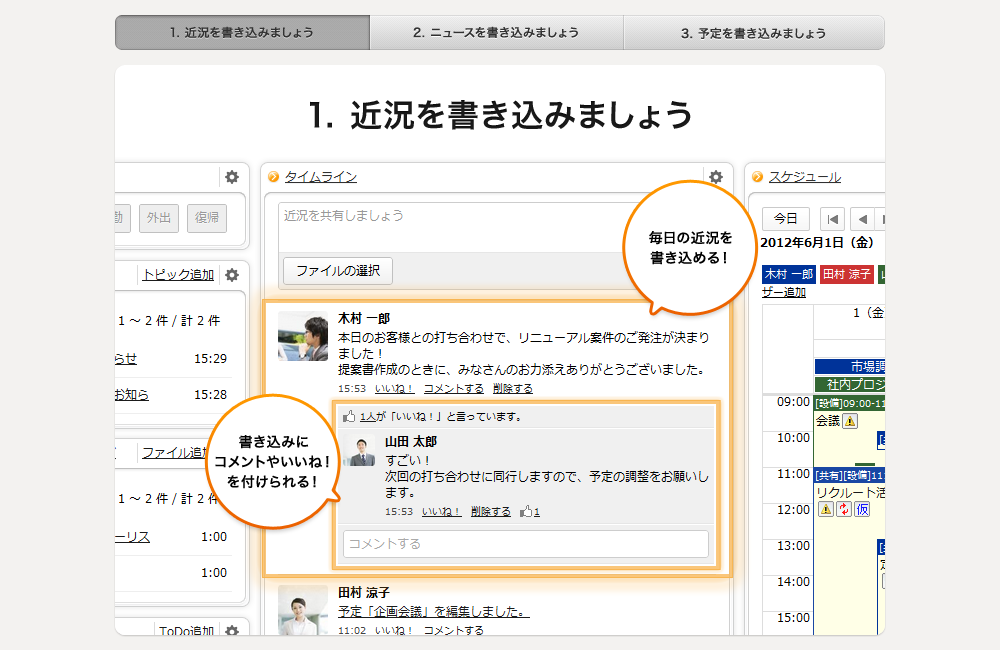 1. 近況を書き込みましょう
2. ニュースを書き込みましょう
3. 予定を書き込みましょう
1. 近況を書き込みましょう
外出
復帰
トピック追加
1 ～ 2 件 / 計 2 件
らせ
15:29
お知ら
15:28
ファイル追加
1 ～ 2 件 / 計 2 件
ーリス
1:00
1:00
ToDo追加
タイムライン
近況を共有しましょう
ファイルの選択
毎日の近況を
書き込める！
木村 一郎
本日のお客様との打ち合わせで、リニューアル案件のご発注が決まり
ました！
提案書作成のときに、みなさんのお力添えありがとうございました。
15:53 いいね！ コメントする 削除する
書き込みに
コメントやいいね！
を付けられる！
1人が「いいね！」と言っています。
山田 太郎
すごい！
次回の打ち合わせに同行しますので、予定の調整をお願いし
ます。
15:53 いいね！ 削除する 1
コメントする
田村 涼子
予定「企画会議」を編集しました。
11:02 いいね！ コメントする
スケジュール
今日
2012年6月1日（金）
木村 一郎
田村 涼子
ザー追加
1（金
市場調
社内プロジ
09:00
[設備]09:00-11
会議
10:00
11:00
[共有][設備]11:
リクルート活
仮
12:00
13:00
14:00
15:00